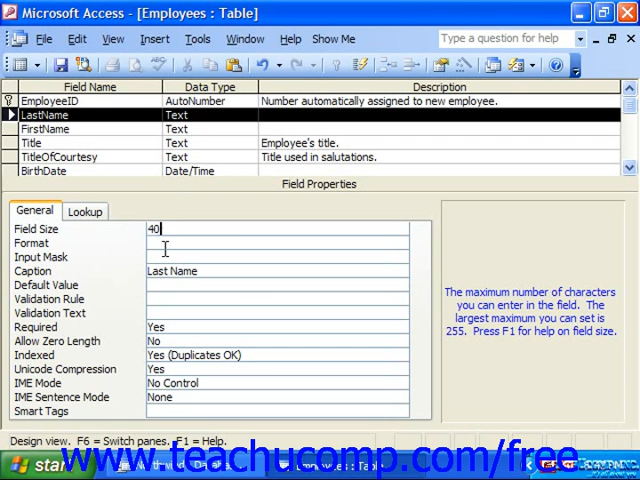 Microsoft Access - [Employees : Table]
File Edit View Insert Tools Window Help Show Me Type a question for help
Field Name Data Type Description
EmployeeID AutoNumber Number automatically assigned to new employee.
LastName Text
FirstName Text
Title Text Employee's title.
TitleOfCourtesy Text Title used in salutations.
BirthDate Date/Time
Field Properties
General Lookup
Field Size 40
Format
Input Mask
Caption Last Name
Default Value
Validation Rule
Validation Text
Required Yes
Allow Zero Length No
Indexed Yes (Duplicates OK)
Unicode Compression Yes
IME Mode No Control
IME Sentence Mode None
Smart Tags
The maximum number of characters
you can enter in the field. The
largest maximum you can set is
255. Press F1 for help on field size.
Design view. F6 = Switch panes. F1 = Help.
www.teachucomp.com/free
start Employees : Table